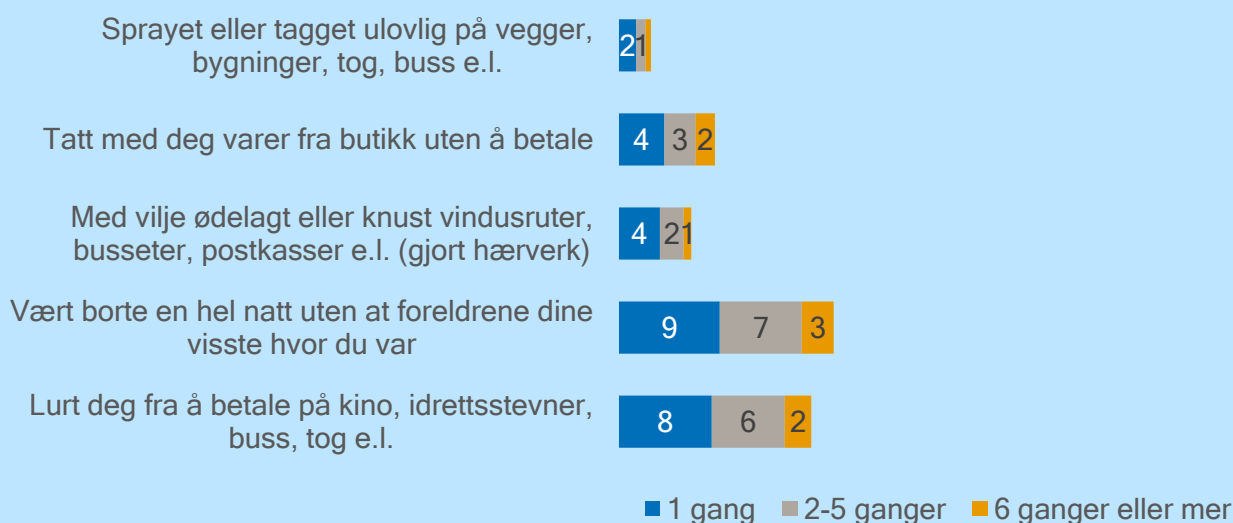 Sprayet eller tagget ulovlig på vegger,
bygninger, tog, buss e.l.
2 1
Tatt med deg varer fra butikk uten å betale
4 3 2
Med vilje ødelagt eller knust vindusruter,
busseter, postkasser e.l. (gjort hærverk)
4 2 1
Vært borte en hel natt uten at foreldrene dine
visste hvor du var
9 7 3
Lurt deg fra å betale på kino, idrettsstevner,
buss, tog e.l.
8 6 2
1 gang 2-5 ganger 6 ganger eller mer